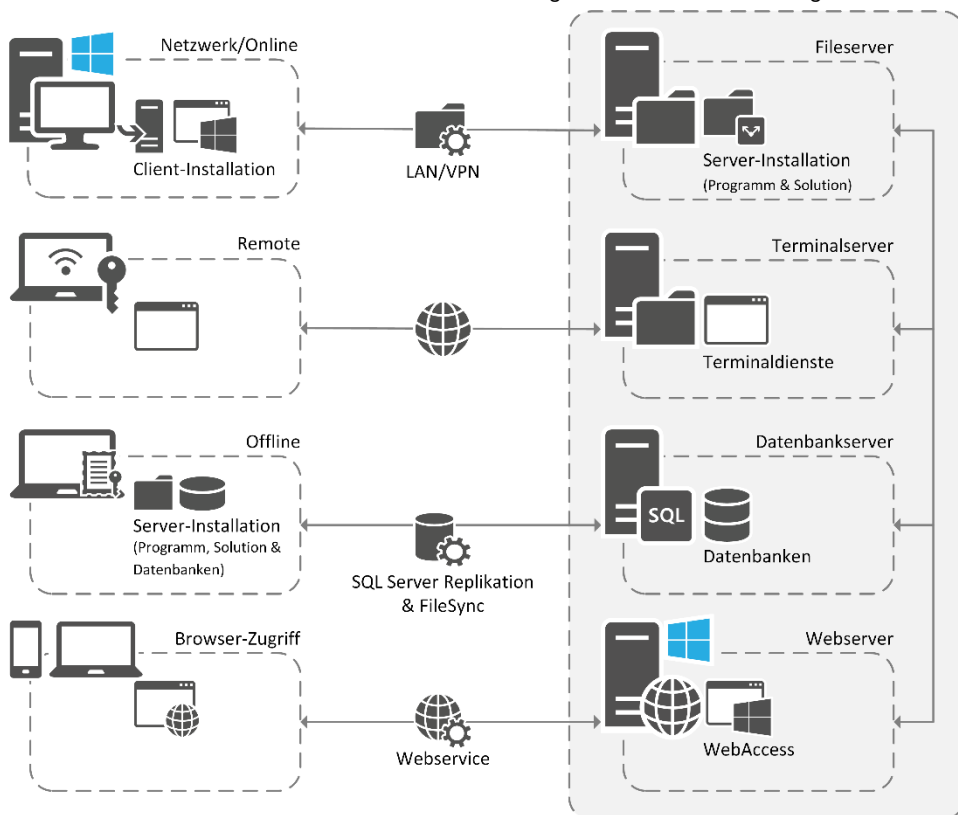 Netzwerk/Online
Fileserver
Client-Installation
LAN/VPN
Server-Installation
(Programm & Solution)
Remote
Terminalserver
Terminaldienste
Offline
Datenbankserver
Server-Installation
(Programm, Solution &
Datenbanken)
SQL
Datenbanken
SQL Server Replikation
& FileSync
Browser-Zugriff
Webserver
Webservice
WebAccess